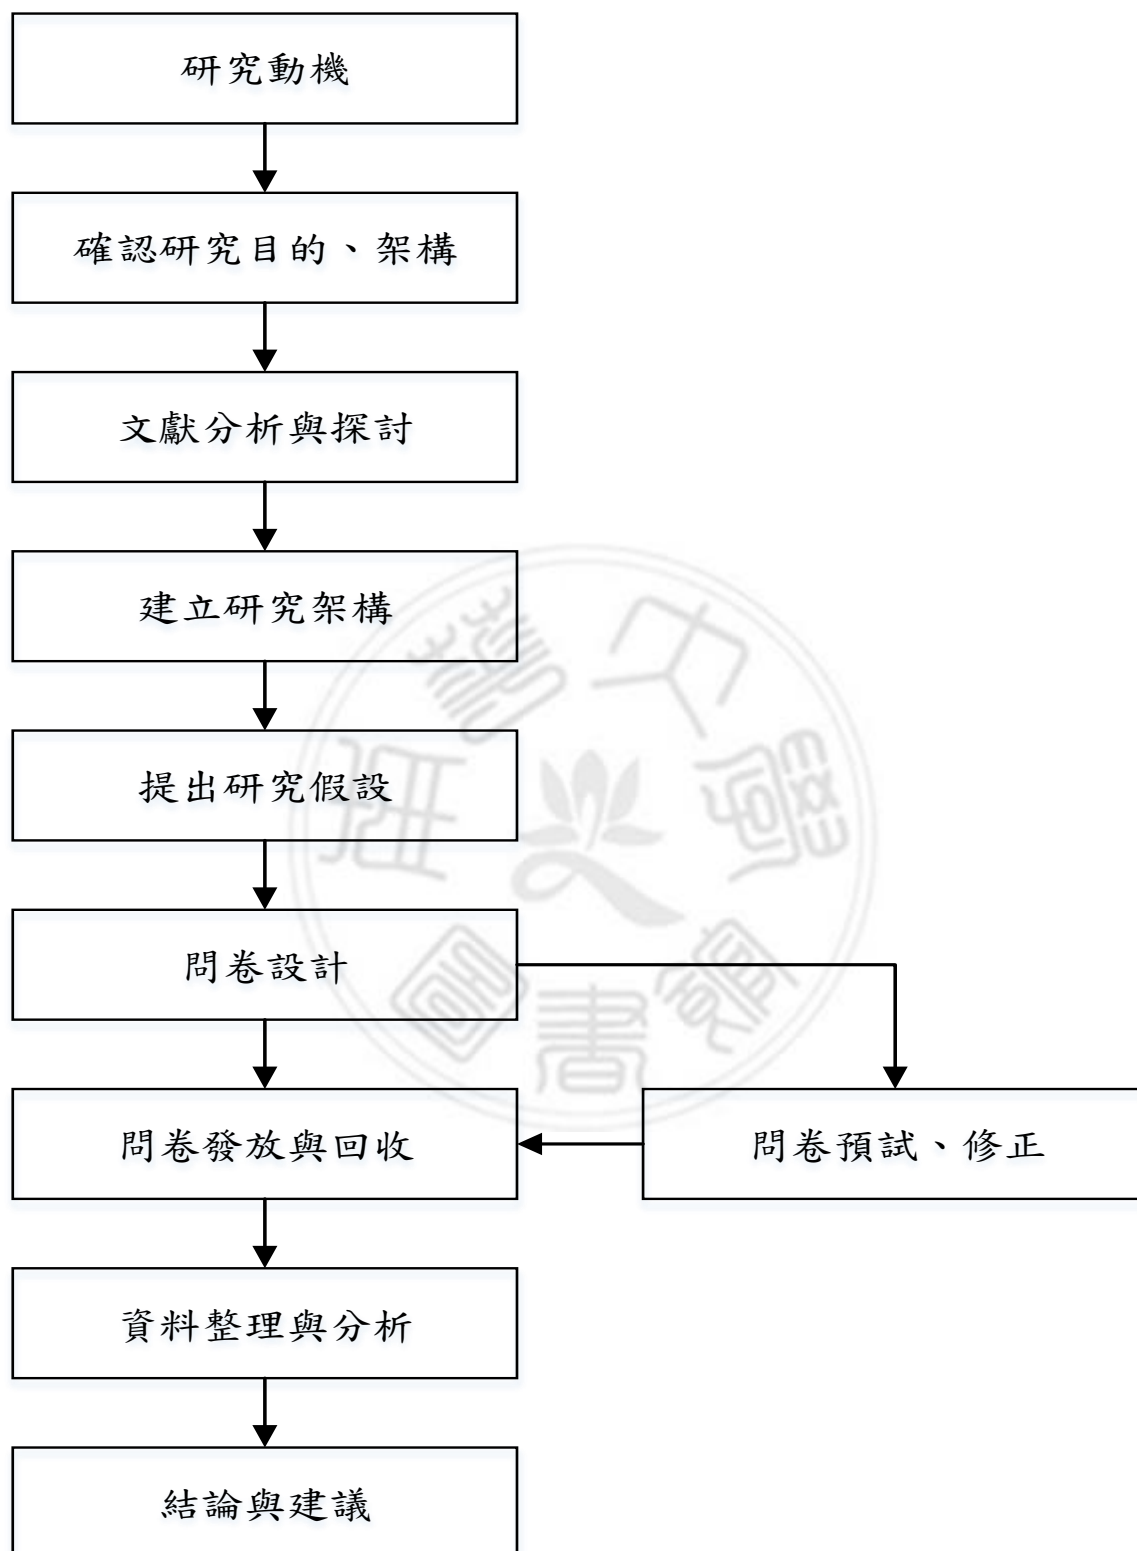 研究動機
確認研究目的、架構
文獻分析與探討
建立研究架構
提出研究假設
問卷設計
問卷發放與回收
問卷預試、修正
資料整理與分析
結論與建議